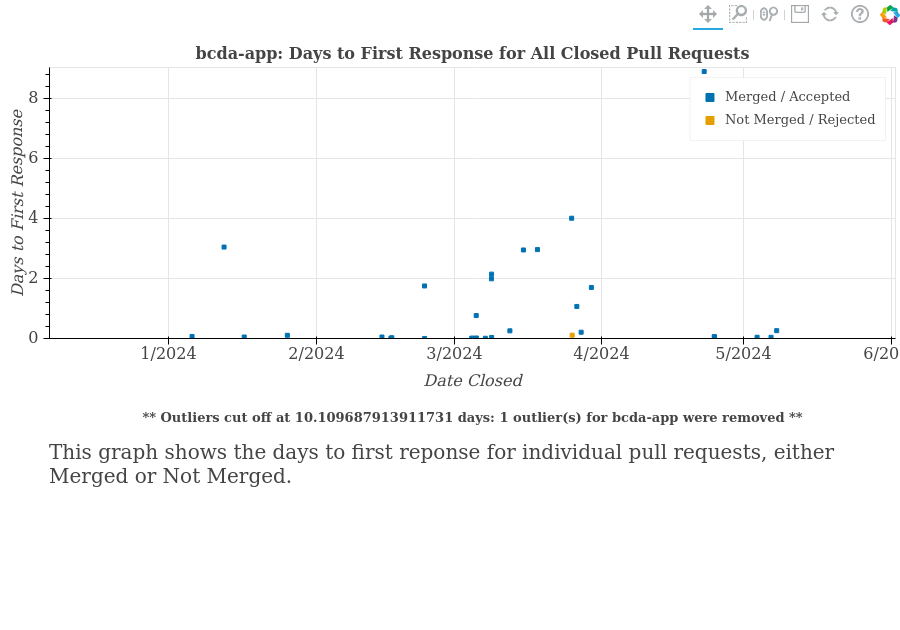 bcda-app: Days to First Response for All Closed Pull Requests
Merged / Accepted
Not Merged / Rejected
Days to First Response
8
6
4
2
0
1/2024 2/2024 3/2024 4/2024 5/2024 6/20
Date Closed
** Outliers cut off at 10.109687913911731 days: 1 outlier(s) for bcda-app were removed **
This graph shows the days to first reponse for individual pull requests, either
Merged or Not Merged.